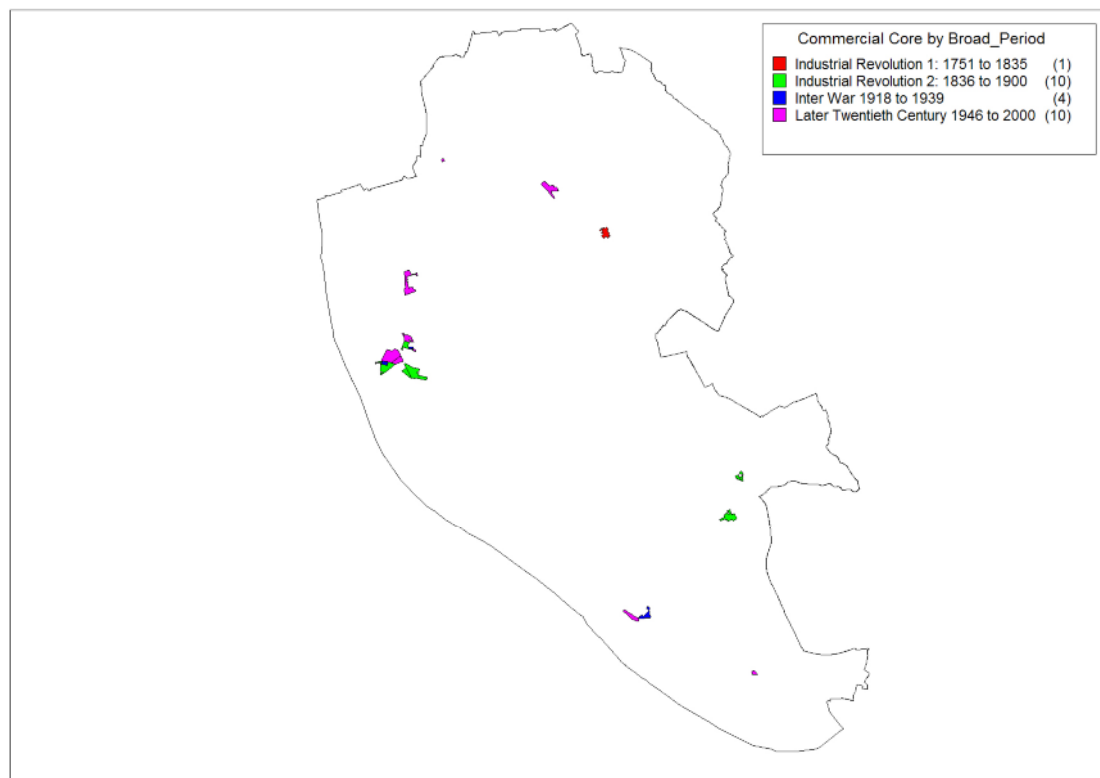 Commercial Core by Broad_Period
Industrial Revolution 1: 1751 to 1835 (1)
Industrial Revolution 2: 1836 to 1900 (10)
Inter War 1918 to 1939 (4)
Later Twentieth Century 1946 to 2000 (10)